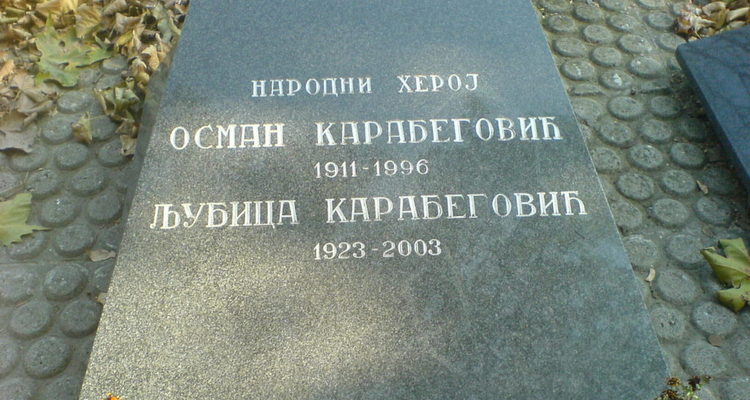 НАРОДНИ ХЕРОЈ
ОСМАН КАРАБЕГОВИЋ
1911-1996
ЉУБИЦА КАРАБЕГОВИЋ
1923-2003